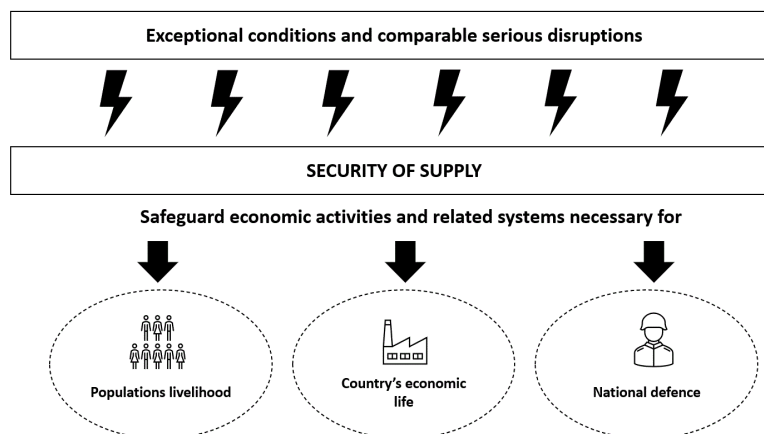 Exceptional conditions and comparable serious disruptions
SECURITY OF SUPPLY
Safeguard economic activities and related systems necessary for
Populations livelihood
Country's economic
life
National defence